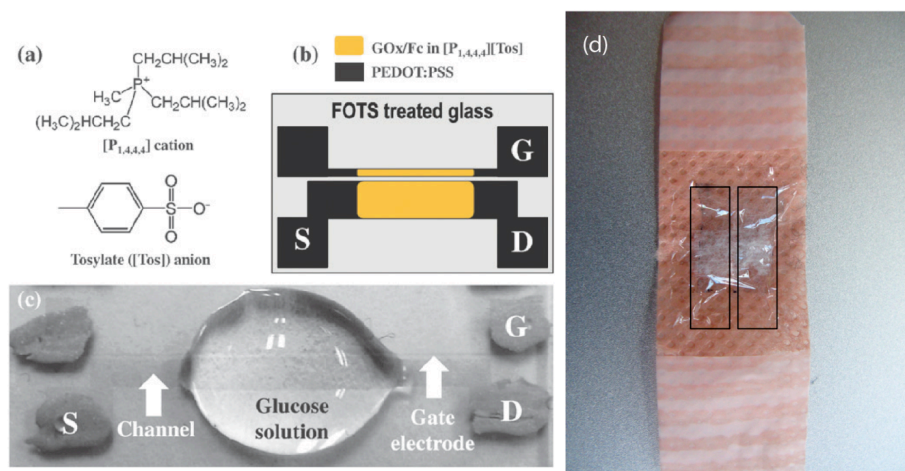 (a)
CH₂CH(CH₃)₂
H₃C—P⁺
CH₂CH(CH₃)₂
(H₃C)₂HCH₂C
[P₁,₄,₄,₄] cation
O
S—O⁻
O
Tosylate ([Tos]) anion
(b)
GOx/Fc in [P₁,₄,₄,₄][Tos]
PEDOT:PSS
FOTS treated glass
G
S
D
(c)
G
S
Channel
Glucose
solution
Gate
electrode
D
(d)